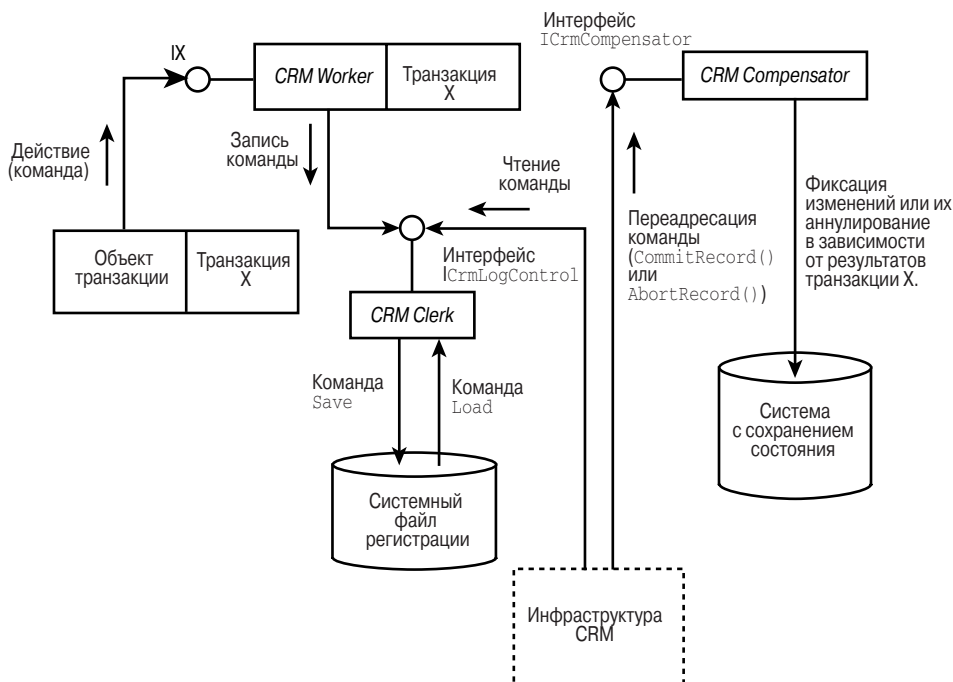 IX
CRM Worker
Транзакция
X
Интерфейс
ICrmCompensator
CRM Compensator
Действие
(команда)
Запись
команды
Чтение
команды
Объект
транзакции
Транзакция
X
Интерфейс
ICrmLogControl
CRM Clerk
Переадресация
команды
(CommitRecord()
или
AbortRecord())
Фиксация
изменений или их
аннулирование
в зависимости
от результатов
транзакции X.
Команда
Save
Команда
Load
Системный
файл
регистрации
Система
с сохранением
состояния
Инфраструктура
CRM